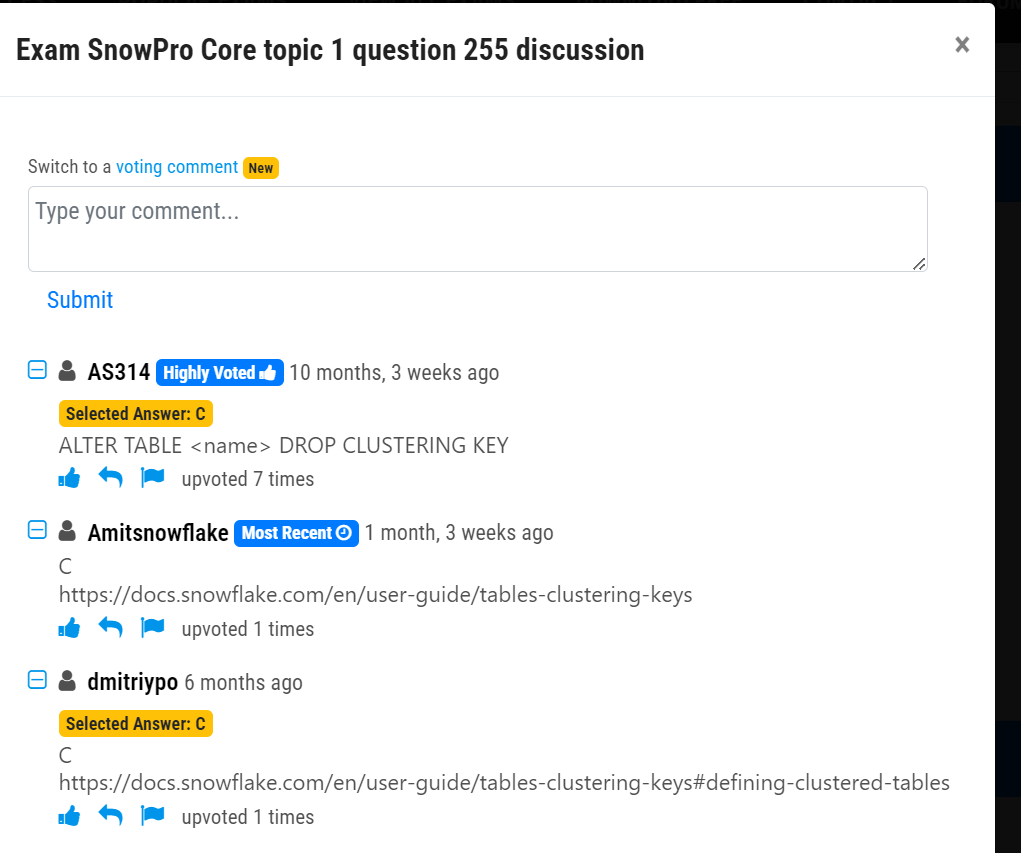 Exam SnowPro Core topic 1 question 255 discussion ×
Switch to a voting comment New
Type your comment...
Submit
AS314 Highly Voted 10 months, 3 weeks ago
Selected Answer: C
ALTER TABLE <name> DROP CLUSTERING KEY
upvoted 7 times
Amitsnowflake Most Recent 1 month, 3 weeks ago
C
https://docs.snowflake.com/en/user-guide/tables-clustering-keys
upvoted 1 times
dmitriypo 6 months ago
Selected Answer: C
C
https://docs.snowflake.com/en/user-guide/tables-clustering-keys#defining-clustered-tables
upvoted 1 times